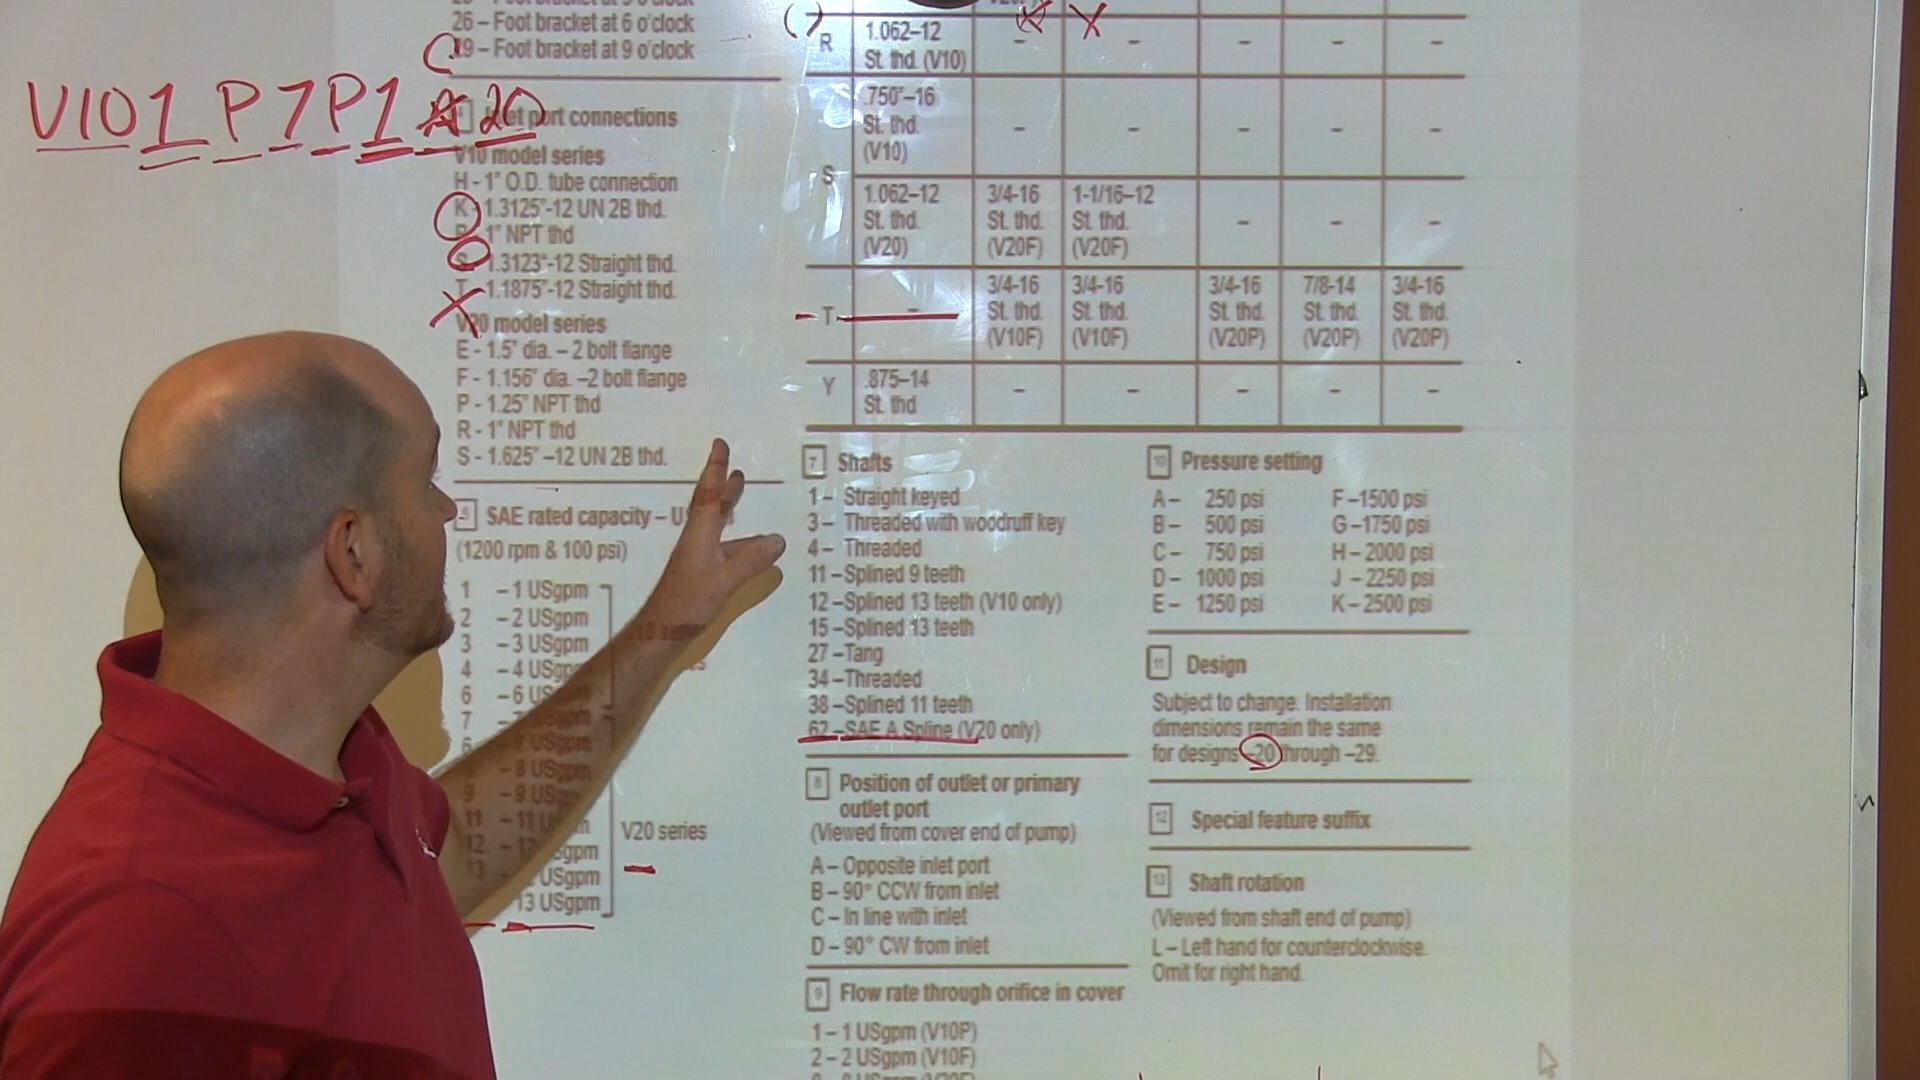 26 – Foot bracket at 6 o'clock
29 – Foot bracket at 9 o'clock
V101P7P1A20
Inlet port connections
V10 model series
H - 1" O.D. tube connection
K - 1.3125"-12 UN 2B thd.
P - 1" NPT thd
S - 1.3123"-12 Straight thd.
T - 1.1875"-12 Straight thd.
V20 model series
E - 1.5" dia. – 2 bolt flange
F - 1.156" dia. –2 bolt flange
P - 1.25" NPT thd
R - 1" NPT thd
S - 1.625" –12 UN 2B thd.
SAE rated capacity –
(1200 rpm & 100 psi)
1 – 1 USgpm
2 – 2 USgpm
3 – 3 USgpm
4 – 4 USgpm
6 – 6
7
– 8 USgpm
9 – 9
11 – 11
12
13 USgpm
V20 series
R 1.062–12 – – – – –
St. thd. (V10)
.750"–16 – – – – –
St. thd.
(V10)
S
1.062–12 3/4-16 1-1/16–12 – – –
St. thd. St. thd. St. thd.
(V20) (V20F) (V20F)
T – 3/4-16 3/4-16 3/4-16 7/8-14 3/4-16
St. thd. St. thd. St. thd. St. thd. St. thd.
(V10F) (V10F) (V20P) (V20P) (V20P)
Y .875–14 – – – – –
St. thd
7 Shafts
1 – Straight keyed
3 – Threaded with woodruff key
4 – Threaded
11 –Splined 9 teeth
12 –Splined 13 teeth (V10 only)
15 –Splined 13 teeth
27 –Tang
34 –Threaded
38 –Splined 11 teeth
62 –SAE A Spline (V20 only)
8 Position of outlet or primary
outlet port
(Viewed from cover end of pump)
A – Opposite inlet port
B – 90° CCW from inlet
C – In line with inlet
D – 90° CW from inlet
9 Flow rate through orifice in cover
1 – 1 USgpm (V10P)
2 – 2 USgpm (V10F)
10 Pressure setting
A – 250 psi F –1500 psi
B – 500 psi G –1750 psi
C – 750 psi H – 2000 psi
D – 1000 psi J – 2250 psi
E – 1250 psi K – 2500 psi
11 Design
Subject to change. Installation
dimensions remain the same
for designs –20 through –29.
12 Special feature suffix
13 Shaft rotation
(Viewed from shaft end of pump)
L – Left hand for counterclockwise.
Omit for right hand.